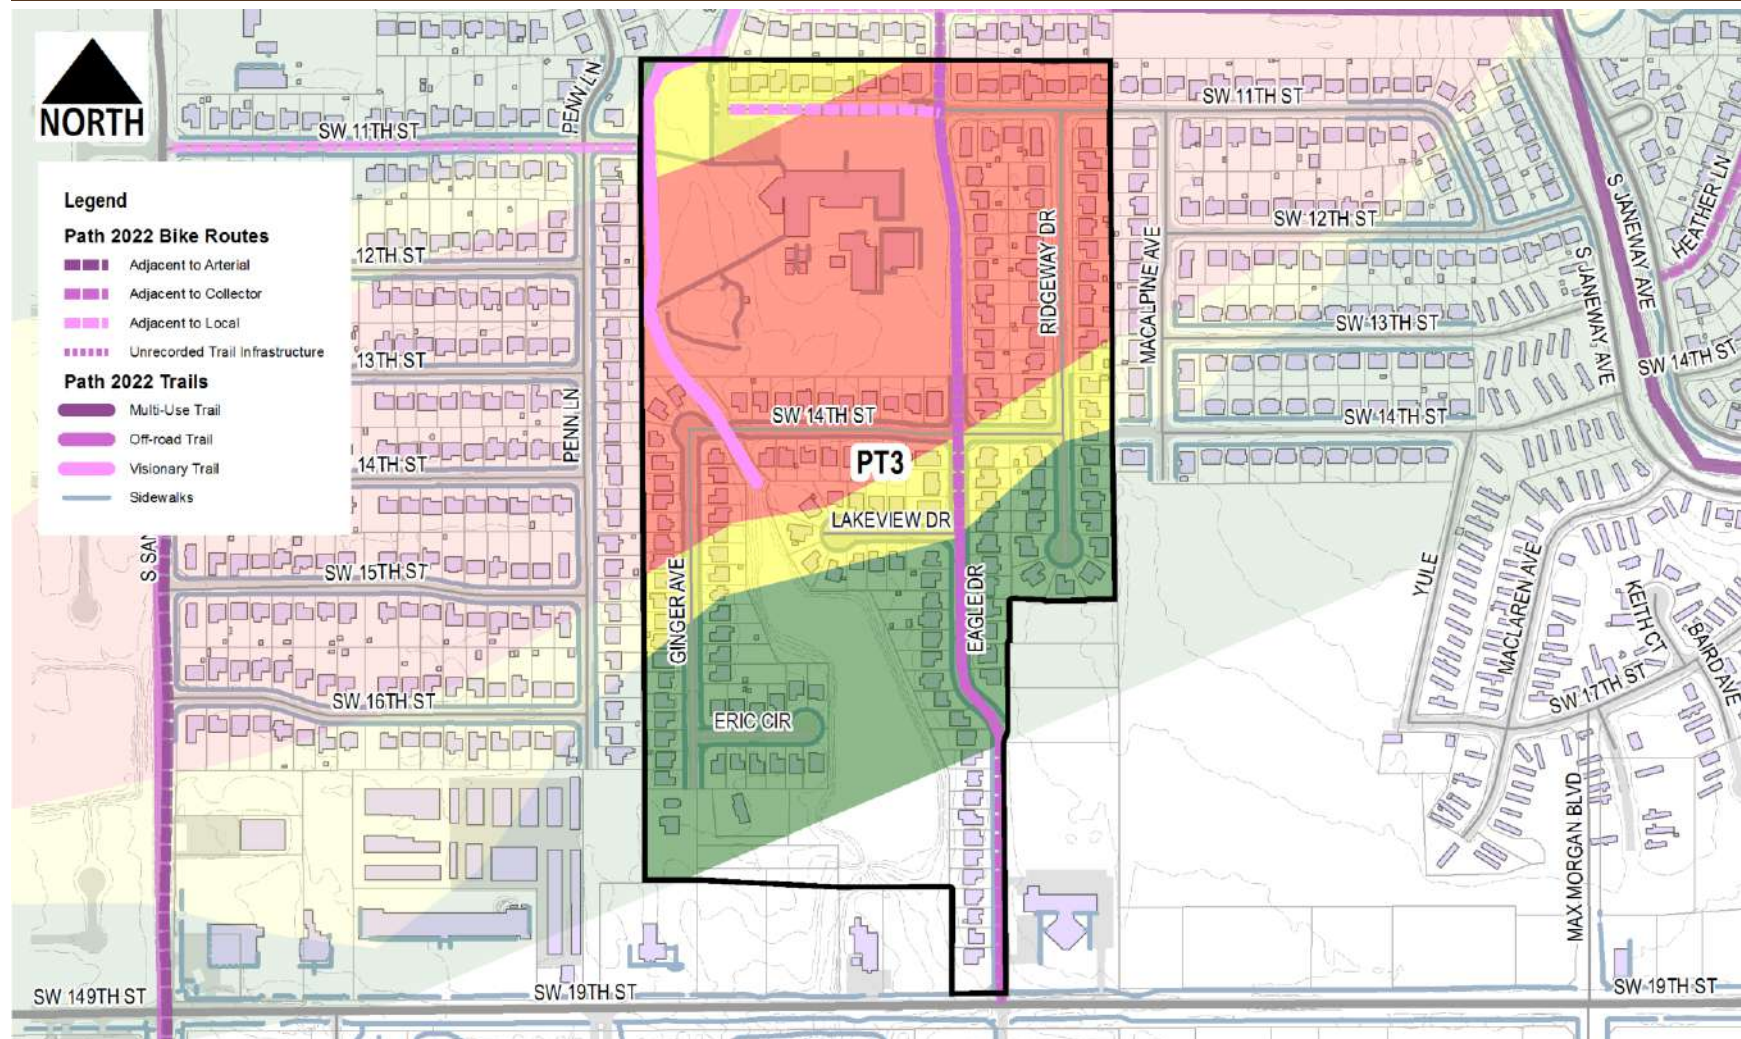 NORTH
Legend
Path 2022 Bike Routes
Adjacent to Arterial
Adjacent to Collector
Adjacent to Local
Unrecorded Trail Infrastructure
Path 2022 Trails
Multi-Use Trail
Off-road Trail
Visionary Trail
Sidewalks
SW 11TH ST
PENN LN
SW 11TH ST
SW 12TH ST
12TH ST
RIDGEWAY DR
MACALPINE AVE
S JANEWAY AVE
S JANEWAY AVE
HEATHER LN
SW 13TH ST
13TH ST
SW 14TH ST
SW 14TH ST
SW 14TH ST
PENN LN
14TH ST
PT3
LAKEVIEW DR
S SAN
SW 15TH ST
GINGER AVE
EAGLE DR
YULE
MACLAREN AVE
KEITH CT
BAIRD AVE
SW 16TH ST
ERIC CIR
SW 17TH ST
MAX MORGAN BLVD
SW 149TH ST
SW 19TH ST
SW 19TH ST